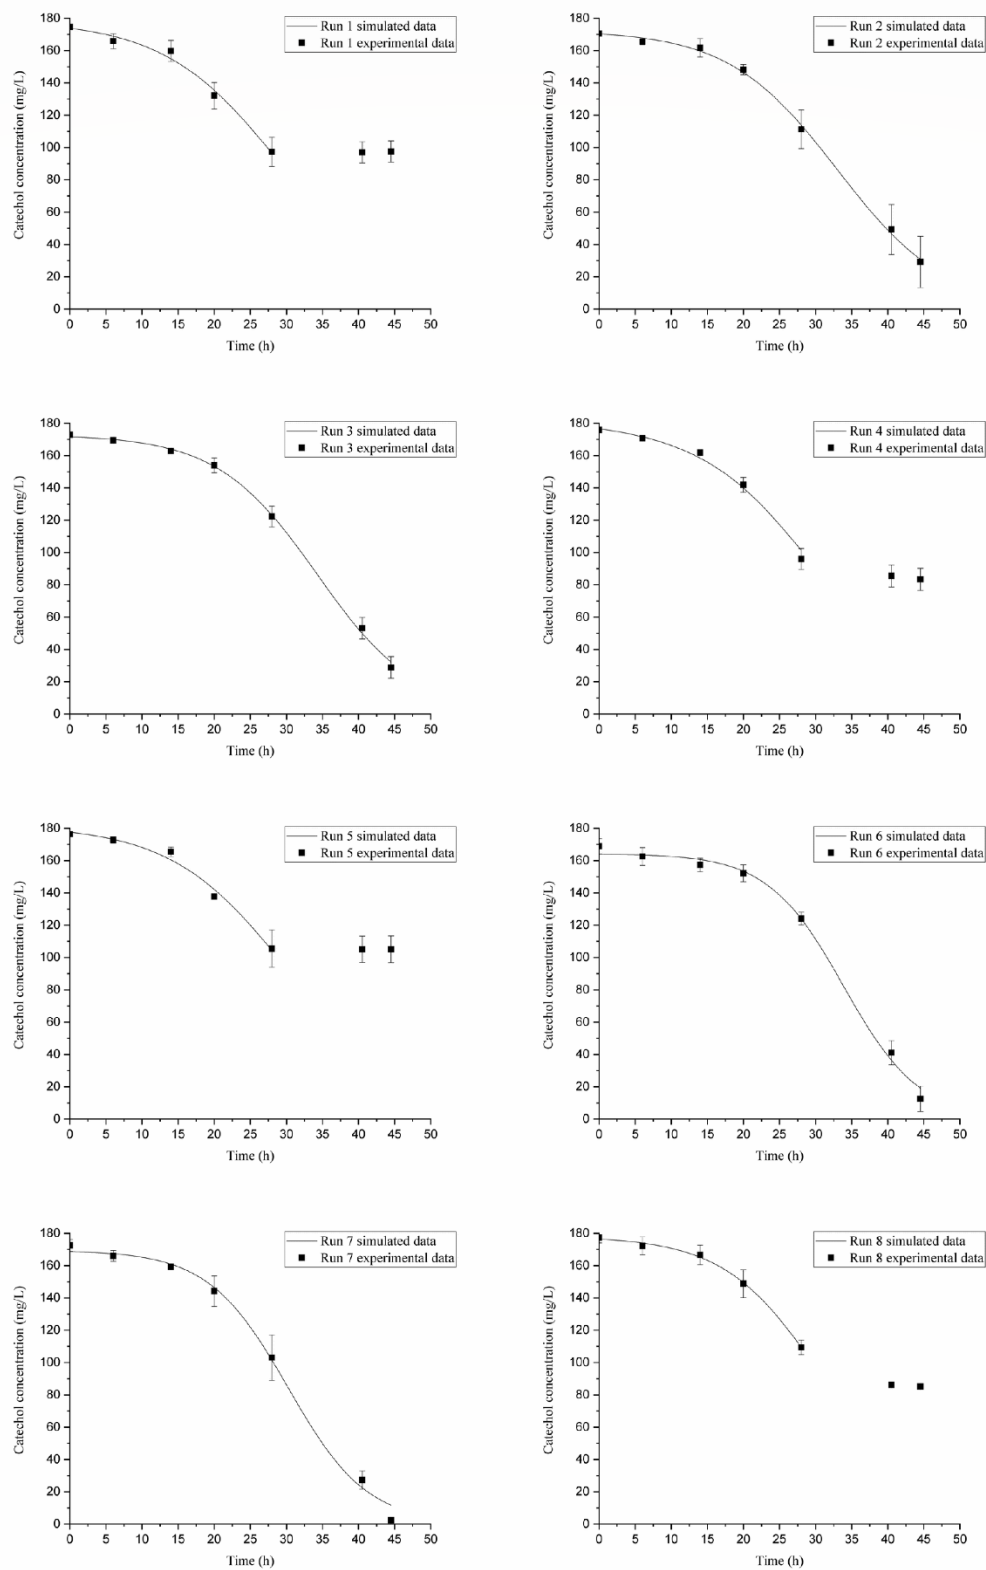 Run 1 simulated data
Run 1 experimental data
Catechol concentration (mg/L)
180
160
140
120
100
80
60
40
20
0
0 5 10 15 20 25 30 35 40 45 50
Time (h)
Run 2 simulated data
Run 2 experimental data
Catechol concentration (mg/L)
180
160
140
120
100
80
60
40
20
0
0 5 10 15 20 25 30 35 40 45 50
Time (h)
Run 3 simulated data
Run 3 experimental data
Catechol concentration (mg/L)
180
160
140
120
100
80
60
40
20
0
0 5 10 15 20 25 30 35 40 45 50
Time (h)
Run 4 simulated data
Run 4 experimental data
Catechol concentration (mg/L)
180
160
140
120
100
80
60
40
20
0
0 5 10 15 20 25 30 35 40 45 50
Time (h)
Run 5 simulated data
Run 5 experimental data
Catechol concentration (mg/L)
180
160
140
120
100
80
60
40
20
0
0 5 10 15 20 25 30 35 40 45 50
Time (h)
Run 6 simulated data
Run 6 experimental data
Catechol concentration (mg/L)
180
160
140
120
100
80
60
40
20
0
0 5 10 15 20 25 30 35 40 45 50
Time (h)
Run 7 simulated data
Run 7 experimental data
Catechol concentration (mg/L)
180
160
140
120
100
80
60
40
20
0
0 5 10 15 20 25 30 35 40 45 50
Time (h)
Run 8 simulated data
Run 8 experimental data
Catechol concentration (mg/L)
180
160
140
120
100
80
60
40
20
0
0 5 10 15 20 25 30 35 40 45 50
Time (h)